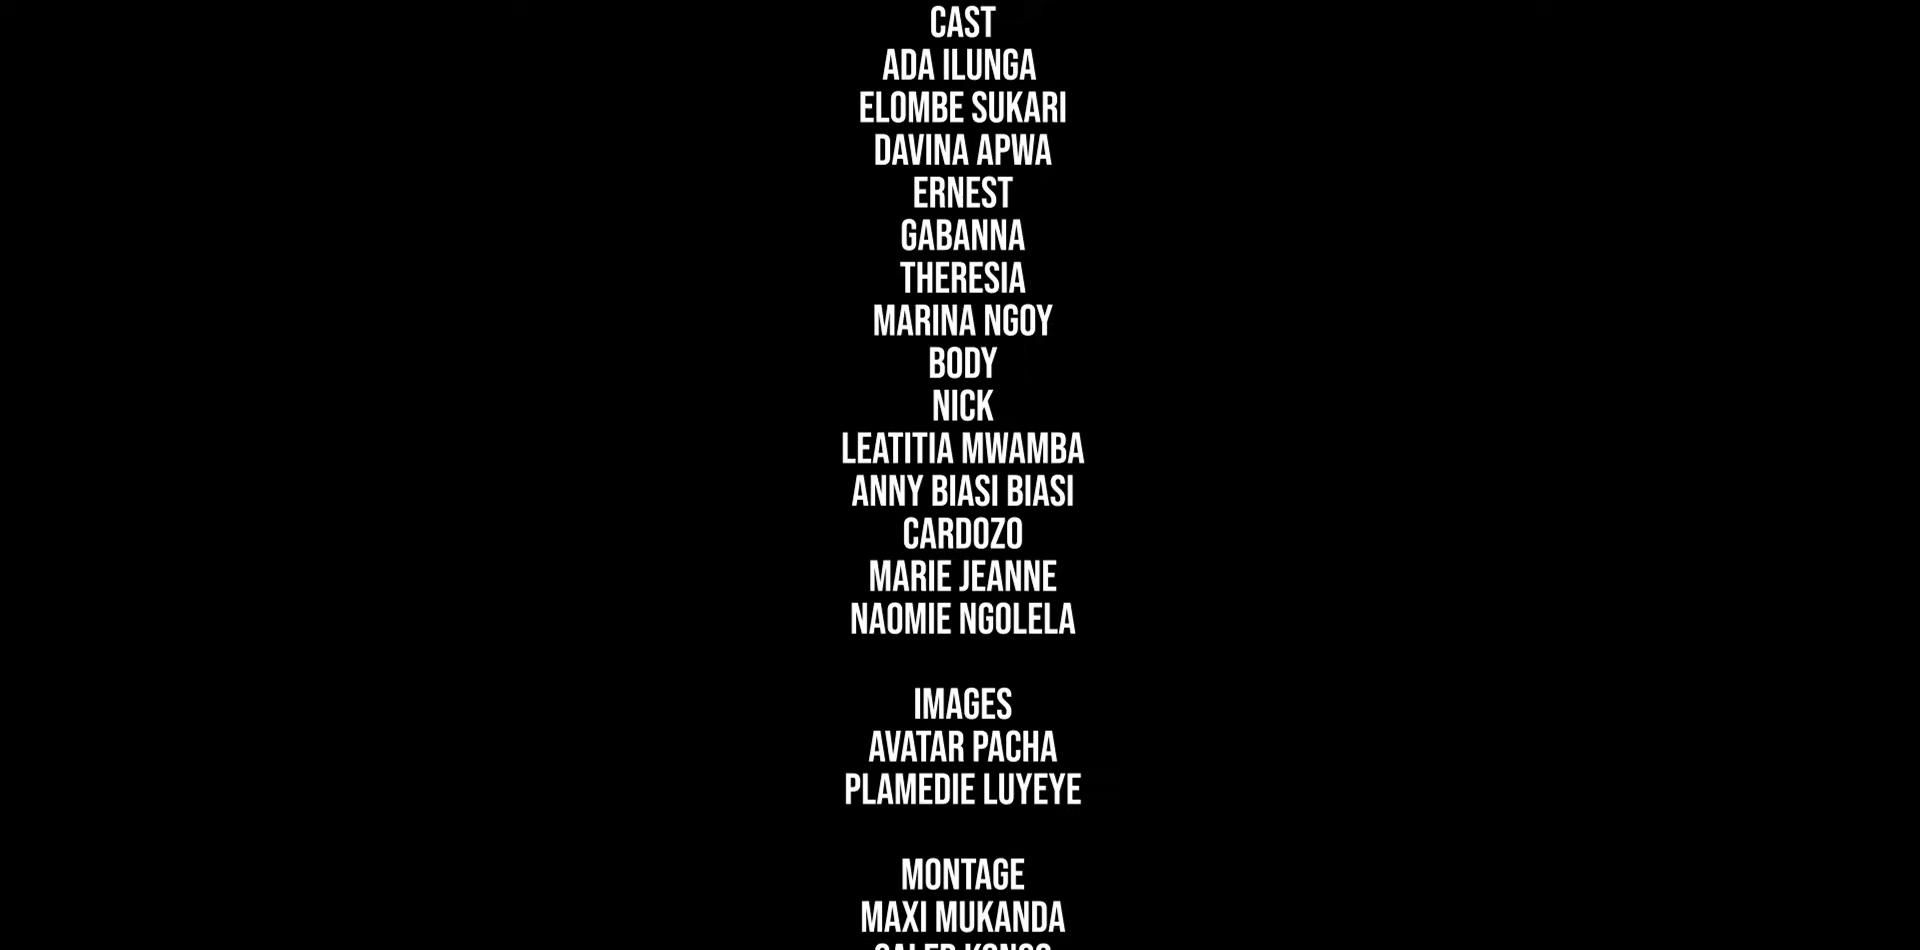 CAST
ADA ILUNGA
ELOMBE SUKARI
DAVINA APWA
ERNEST
GABANNA
THERESIA
MARINA NGOY
BODY
NICK
LEATITIA MWAMBA
ANNY BIASI BIASI
CARDOZO
MARIE JEANNE
NAOMIE NGOLELA
IMAGES
AVATAR PACHA
PLAMEDIE LUYEYE
MONTAGE
MAXI MUKANDA